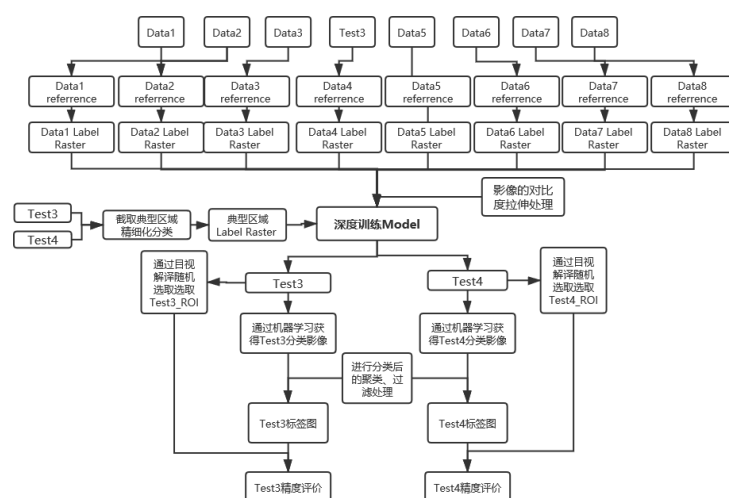 Data1
Data2
Data3
Test3
Data5
Data6
Data7
Data8
Data1
referrence
Data2
referrence
Data3
referrence
Data4
referrence
Data5
referrence
Data6
referrence
Data7
referrence
Data8
referrence
Data1 Label
Raster
Data2 Label
Raster
Data3 Label
Raster
Data4 Label
Raster
Data5 Label
Raster
Data6 Label
Raster
Data7 Label
Raster
Data8 Label
Raster
影像的对比
度拉伸处理
Test3
Test4
截取典型区域
精细化分类
典型区域
Label Raster
深度训练Model
通过目视
解译随机
选取选取
Test3_ROI
Test3
Test4
通过目视
解译随机
选取选取
Test4_ROI
通过机器学习获
得Test3分类影像
通过机器学习获
得Test4分类影像
进行分类后
的聚类、过
滤处理
Test3标签图
Test4标签图
Test3精度评价
Test4精度评价